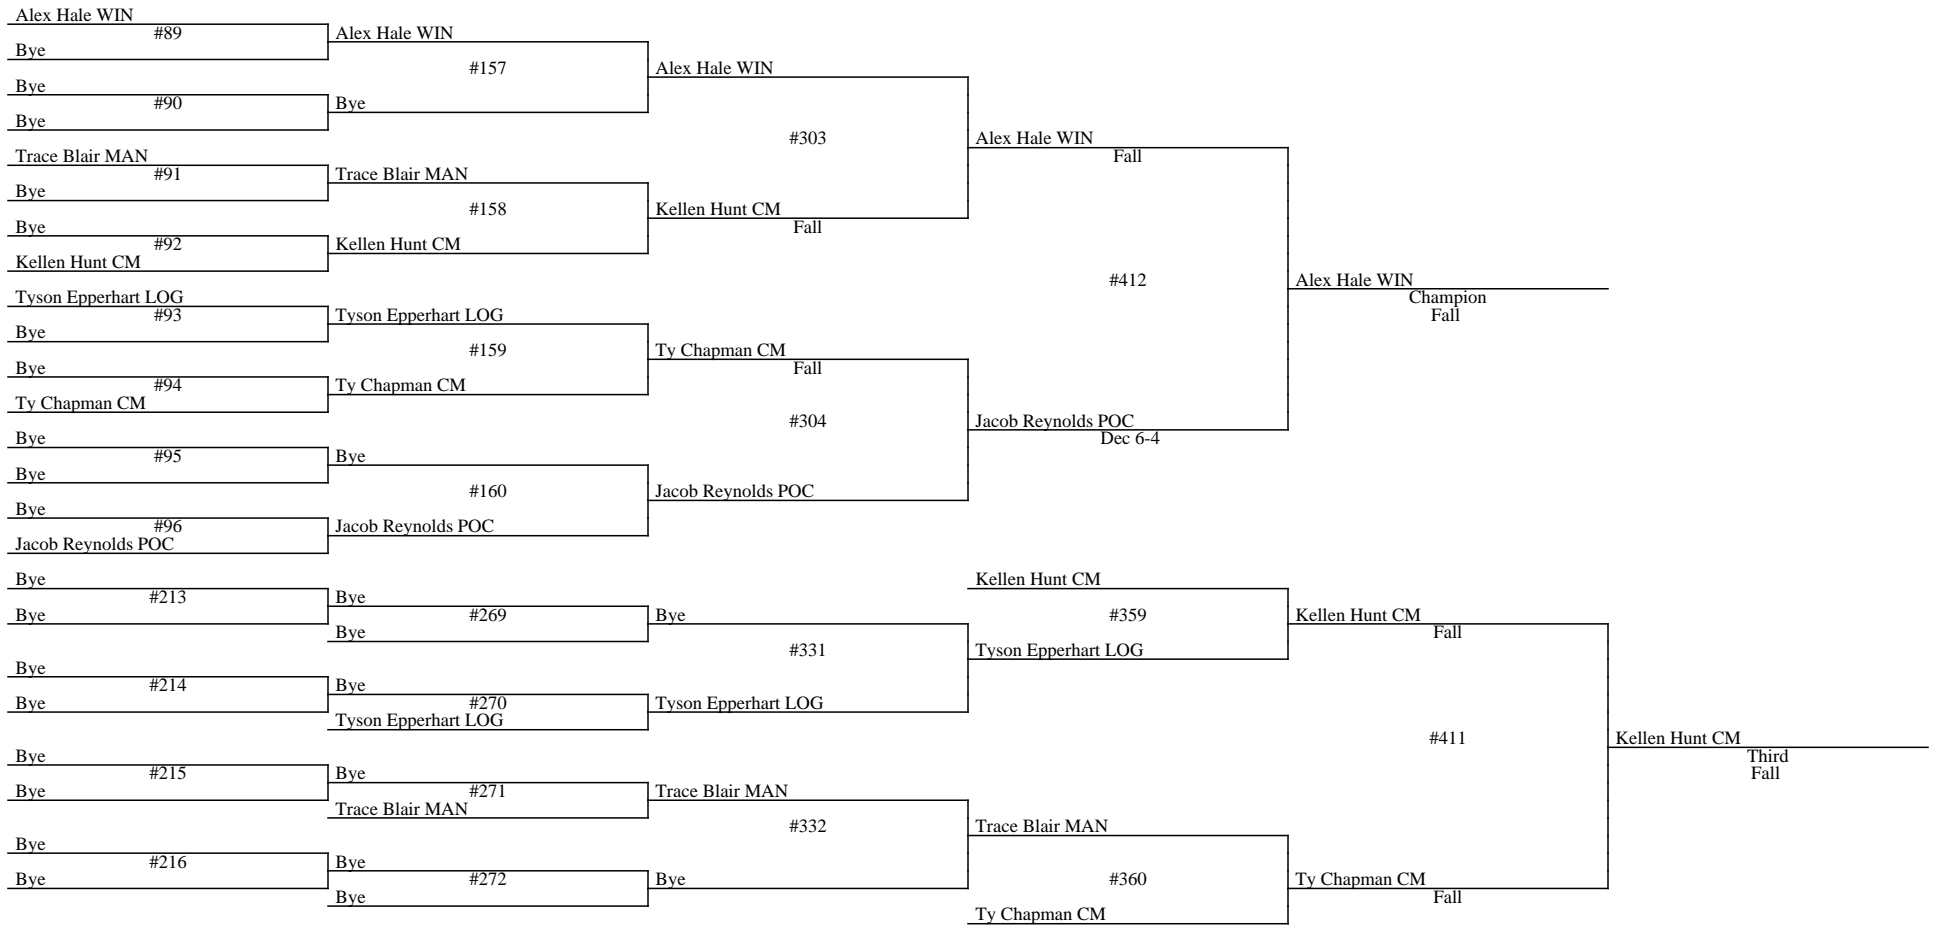 Alex Hale WIN
#89
Bye
Bye
#90
Bye
Trace Blair MAN
#91
Bye
Bye
#92
Kellen Hunt CM
Tyson Epperhart LOG
#93
Bye
Bye
#94
Ty Chapman CM
Bye
#95
Bye
Bye
#96
Jacob Reynolds POC
Alex Hale WIN
#157
Bye
Trace Blair MAN
#158
Kellen Hunt CM
Tyson Epperhart LOG
#159
Ty Chapman CM
Bye
#160
Jacob Reynolds POC
Alex Hale WIN
#303
Kellen Hunt CM
Fall
Ty Chapman CM
Fall
#304
Jacob Reynolds POC
Alex Hale WIN
Fall
#412
Jacob Reynolds POC
Dec 6-4
Alex Hale WIN
Champion
Fall
Bye
#213
Bye
Bye
#214
Bye
Bye
#215
Bye
Bye
#216
Bye
Bye
#269
Bye
Bye
#270
Tyson Epperhart LOG
Bye
#271
Trace Blair MAN
Bye
#272
Bye
Bye
#331
Tyson Epperhart LOG
Trace Blair MAN
#332
Bye
Kellen Hunt CM
#359
Tyson Epperhart LOG
Trace Blair MAN
#360
Ty Chapman CM
Kellen Hunt CM
Fall
#411
Ty Chapman CM
Fall
Kellen Hunt CM
Third
Fall